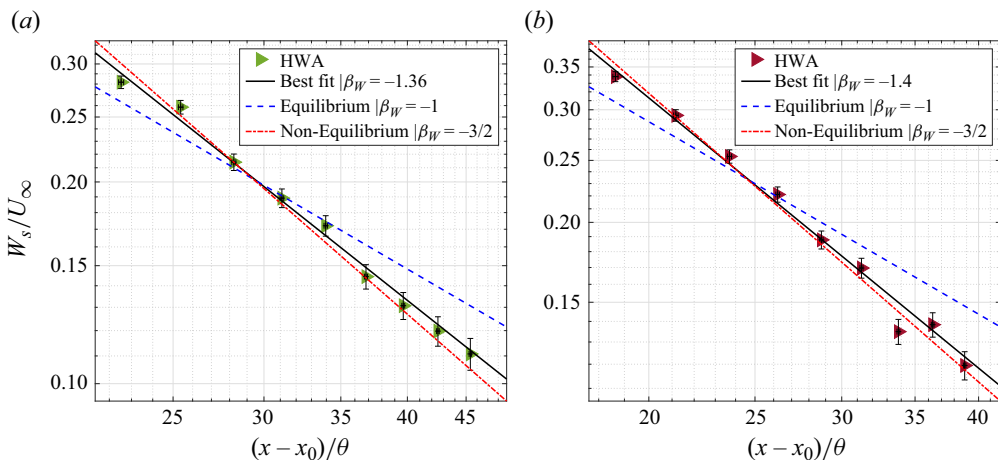 (a)
HWA
Best fit |β_W = −1.36
Equilibrium |β_W = −1
Non-Equilibrium |β_W = −3/2
0.30
0.25
0.20
0.15
0.10
W_s/U_∞
25
30
35
40
45
(x − x_0)/θ
(b)
HWA
Best fit |β_W = −1.4
Equilibrium |β_W = −1
Non-Equilibrium |β_W = −3/2
0.35
0.30
0.25
0.20
0.15
20
25
30
35
40
(x − x_0)/θ